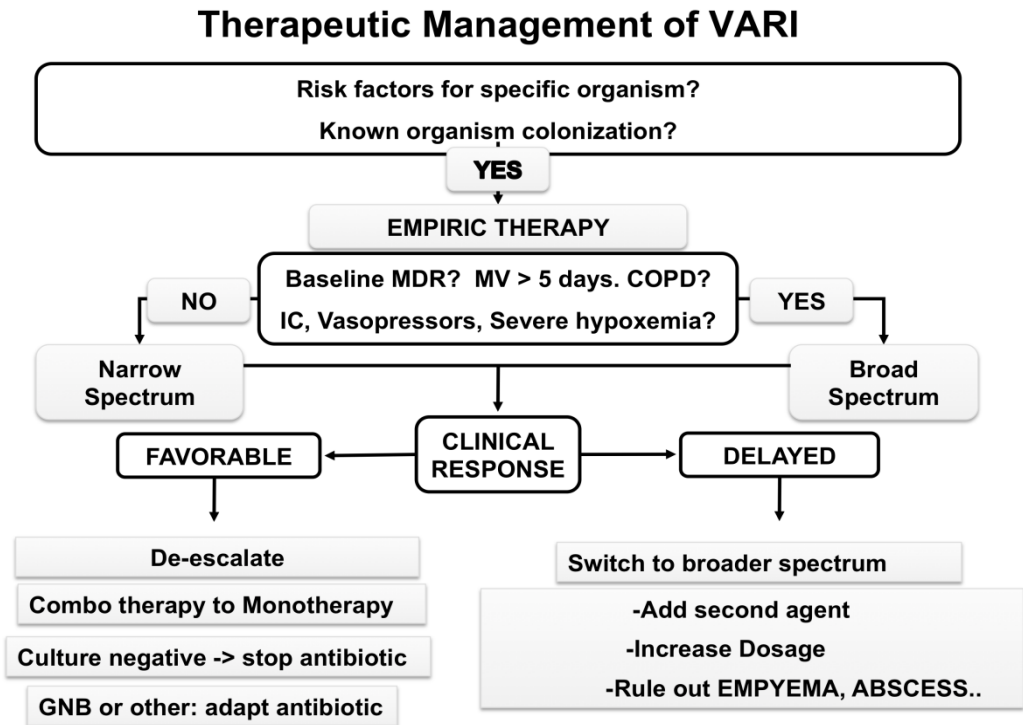 Therapeutic Management of VARI
Risk factors for specific organism?
Known organism colonization?
YES
EMPIRIC THERAPY
Baseline MDR? MV > 5 days. COPD?
IC, Vasopressors, Severe hypoxemia?
NO
YES
Narrow
Spectrum
Broad
Spectrum
CLINICAL
RESPONSE
FAVORABLE
DELAYED
De-escalate
Combo therapy to Monotherapy
Culture negative -> stop antibiotic
GNB or other: adapt antibiotic
Switch to broader spectrum
-Add second agent
-Increase Dosage
-Rule out EMPYEMA, ABSCESS..